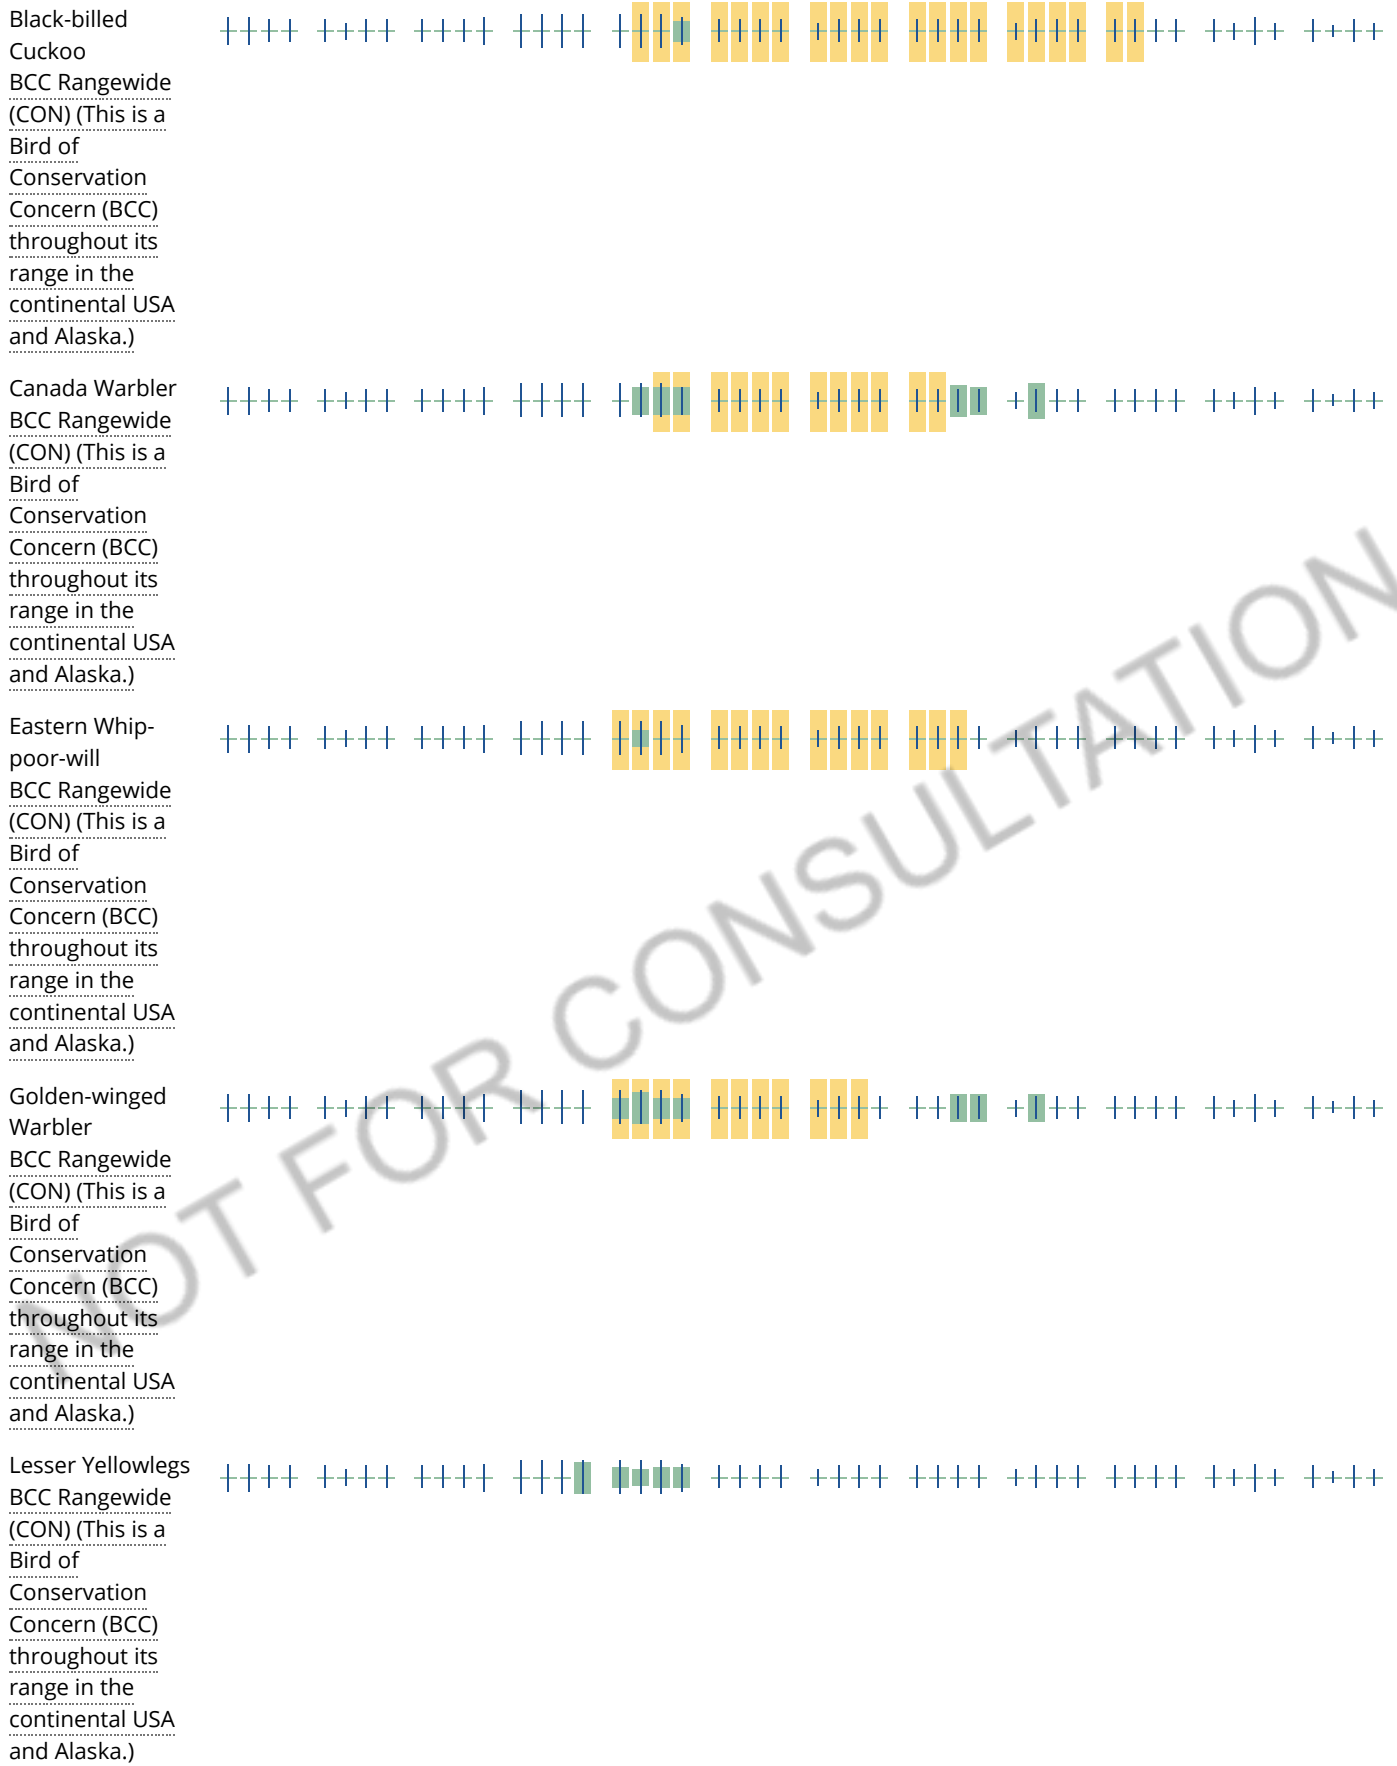 Black-billed
Cuckoo
BCC Rangewide
(CON) (This is a
Bird of
Conservation
Concern (BCC)
throughout its
range in the
continental USA
and Alaska.)
Canada Warbler
BCC Rangewide
(CON) (This is a
Bird of
Conservation
Concern (BCC)
throughout its
range in the
continental USA
and Alaska.)
Eastern Whip-
poor-will
BCC Rangewide
(CON) (This is a
Bird of
Conservation
Concern (BCC)
throughout its
range in the
continental USA
and Alaska.)
Golden-winged
Warbler
BCC Rangewide
(CON) (This is a
Bird of
Conservation
Concern (BCC)
throughout its
range in the
continental USA
and Alaska.)
Lesser Yellowlegs
BCC Rangewide
(CON) (This is a
Bird of
Conservation
Concern (BCC)
throughout its
range in the
continental USA
and Alaska.)
NOT FOR CONSULTATION